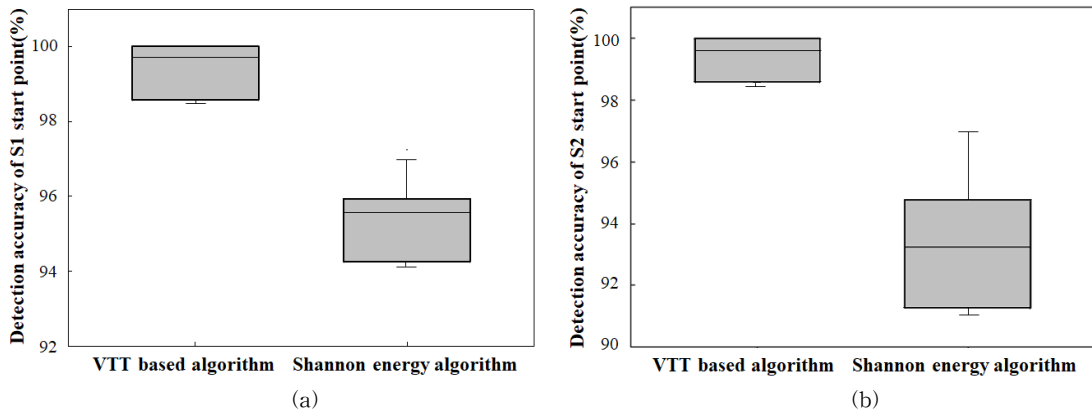 Detection accuracy of S1 start point(%)
100
98
96
94
92
VTT based algorithm
Shannon energy algorithm
(a)
Detection accuracy of S2 start point(%)
100
98
96
94
92
90
VTT based algorithm
Shannon energy algorithm
(b)